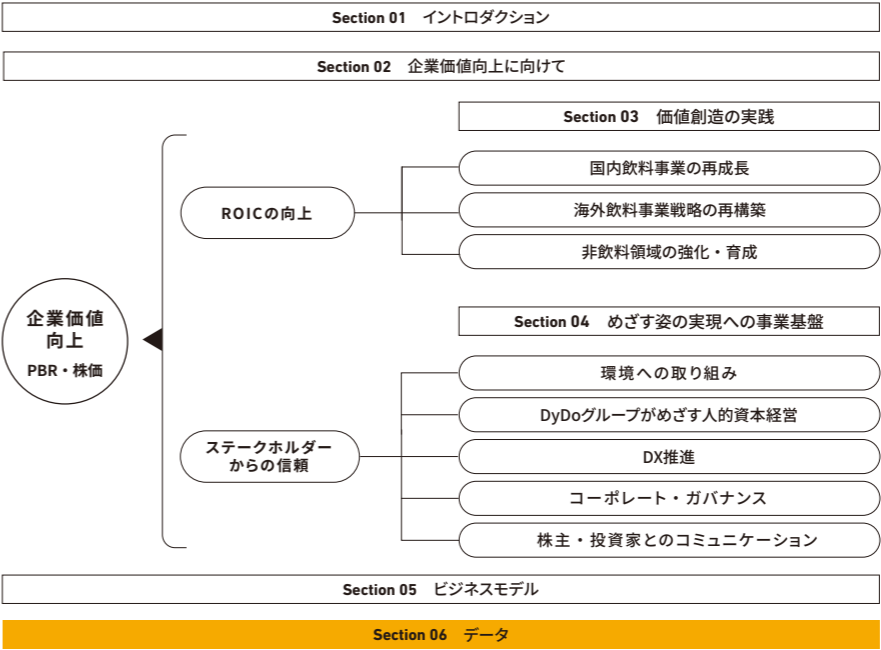 Section 01 イントロダクション
Section 02 企業価値向上に向けて
Section 03 価値創造の実践
国内飲料事業の再成長
ROICの向上
海外飲料事業戦略の再構築
非飲料領域の強化・育成
企業価値
向上
PBR・株価
Section 04 めざす姿の実現への事業基盤
環境への取り組み
DyDoグループがめざす人的資本経営
ステークホルダー
からの信頼
DX推進
コーポレート・ガバナンス
株主・投資家とのコミュニケーション
Section 05 ビジネスモデル
Section 06 データ